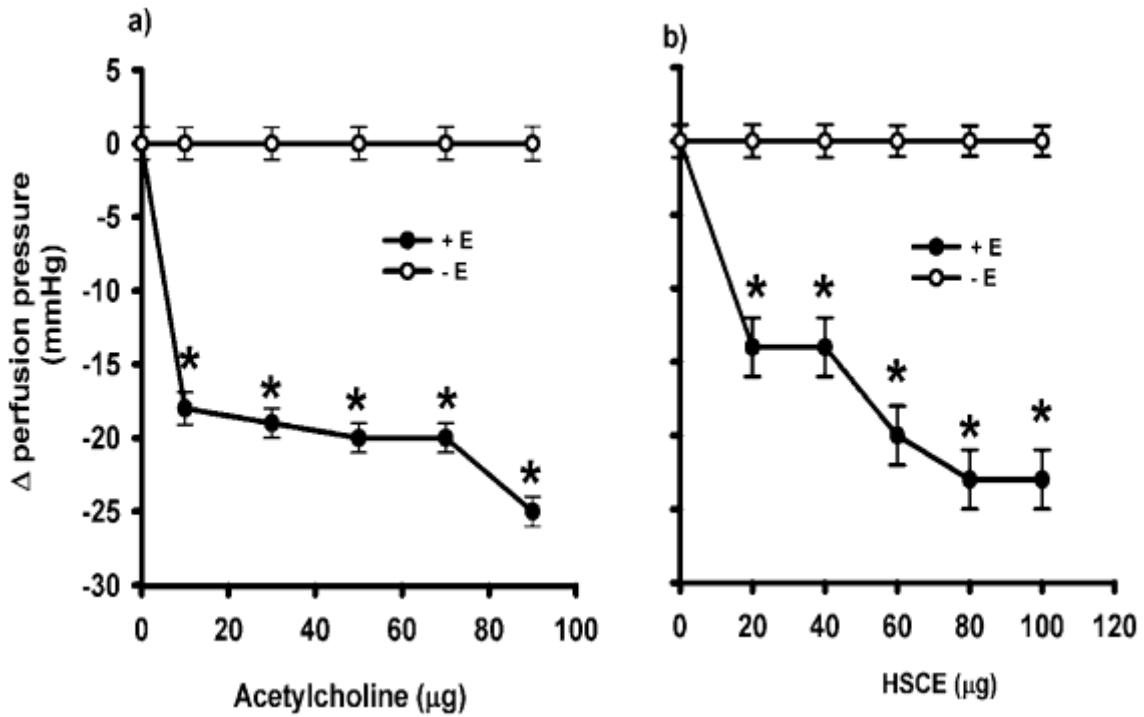 a)
5
0
-5
-10
-15
-20
-25
-30
Δ perfusion pressure
(mmHg)
+ E
- E
*
*
*
*
*
0 20 40 60 80 100
Acetylcholine (μg)
b)
+ E
- E
*
*
*
*
*
0 20 40 60 80 100 120
HSCE (μg)